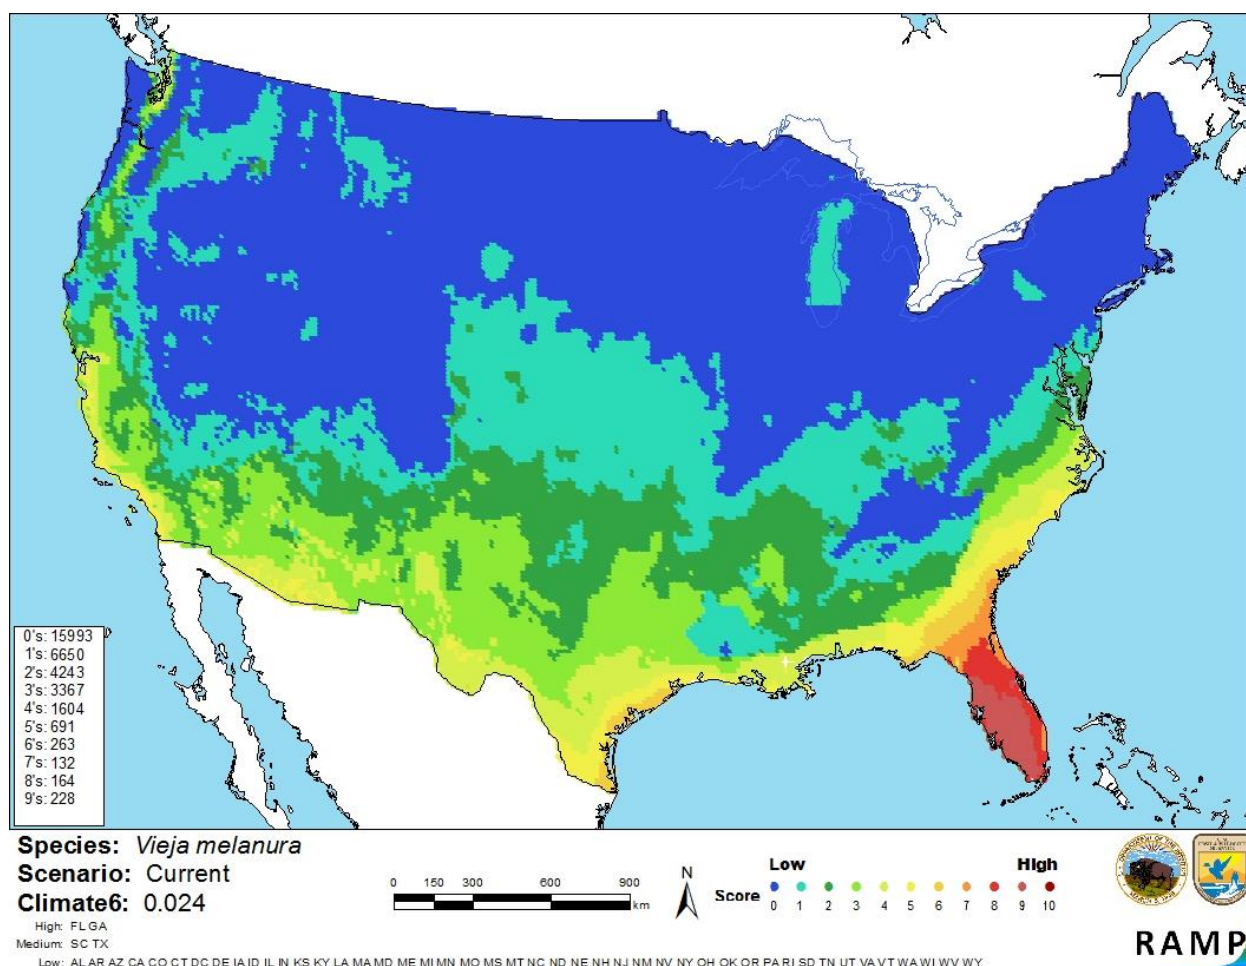 0's: 15993
1's: 6650
2's: 4243
3's: 3367
4's: 1604
5's: 691
6's: 263
7's: 132
8's: 164
9's: 228
Species: Vieja melanura
Scenario: Current
Climate6: 0.024
High: FL GA
Medium: SC TX
Low: AL AR AZ CA CO CT DC DE IA ID IL IN KS KY LA MA MD ME MI MN MO MS MT NC ND NE NH NJ NM NV NY OH OK OR PA RI SD TN UT VA VT WA WI WV WY
0 150 300 600 900
km
N
Low High
Score 0 1 2 3 4 5 6 7 8 9 10
RAMP